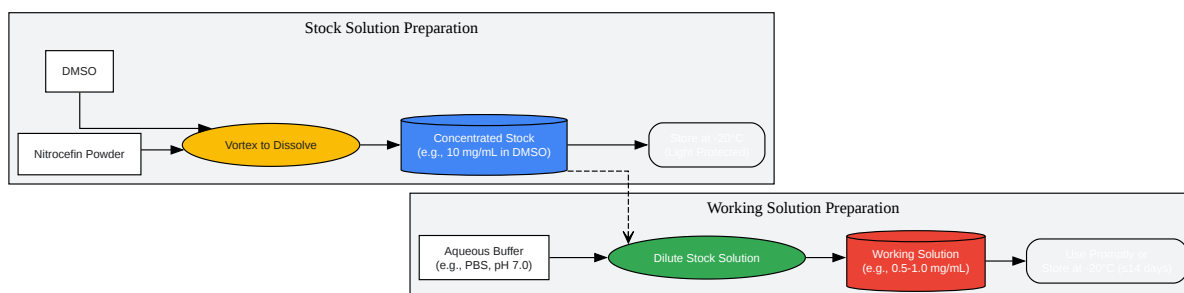 Stock Solution Preparation
DMSO
Nitrocefin Powder
Vortex to Dissolve
Concentrated Stock
(e.g., 10 mg/mL in DMSO)
Store at -20°C
(Light Protected)
Working Solution Preparation
Aqueous Buffer
(e.g., PBS, pH 7.0)
Dilute Stock Solution
Working Solution
(e.g., 0.5-1.0 mg/mL)
Use Promptly or
Store at -20°C (≤14 days)